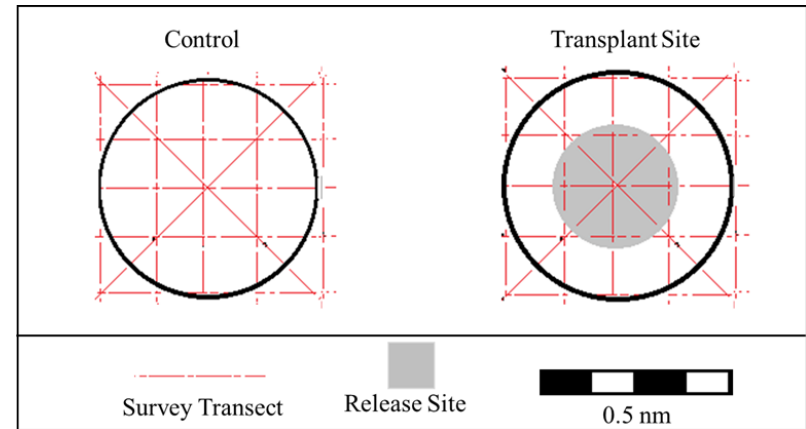 Control
Transplant Site
Survey Transect
Release Site
0.5 nm